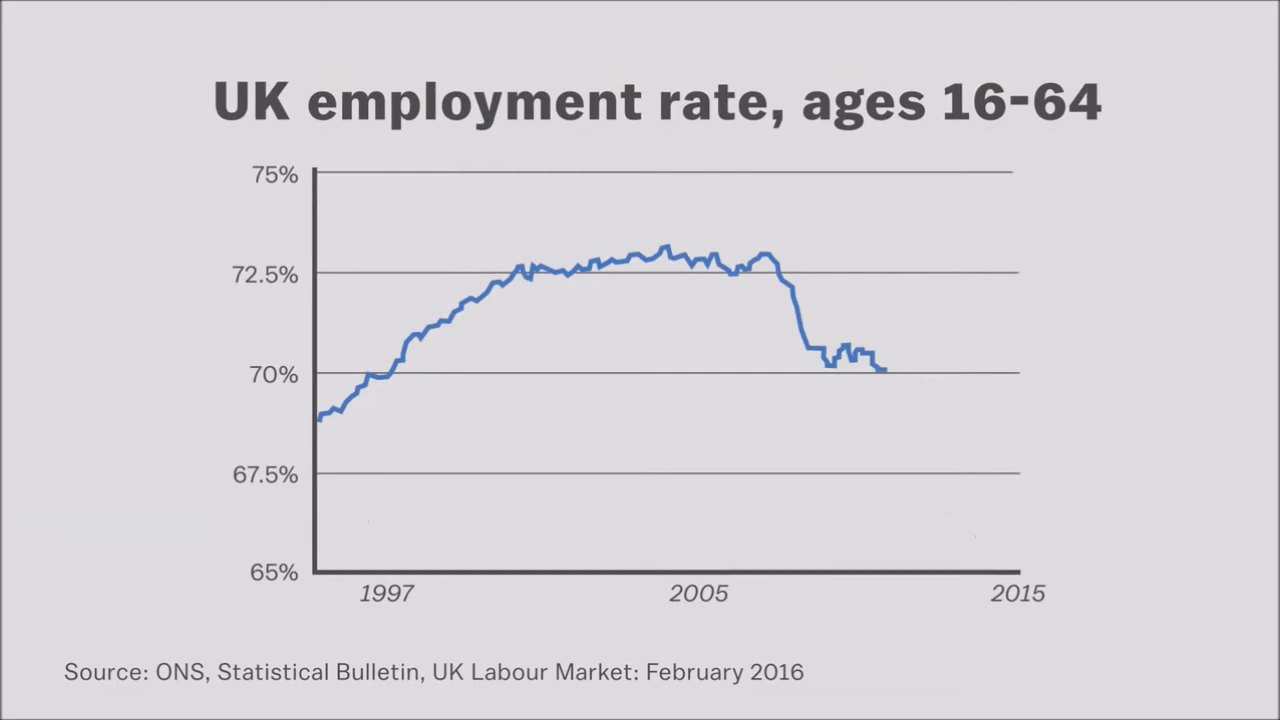 UK employment rate, ages 16-64
75%
72.5%
70%
67.5%
65%
1997 2005 2015
Source: ONS, Statistical Bulletin, UK Labour Market: February 2016